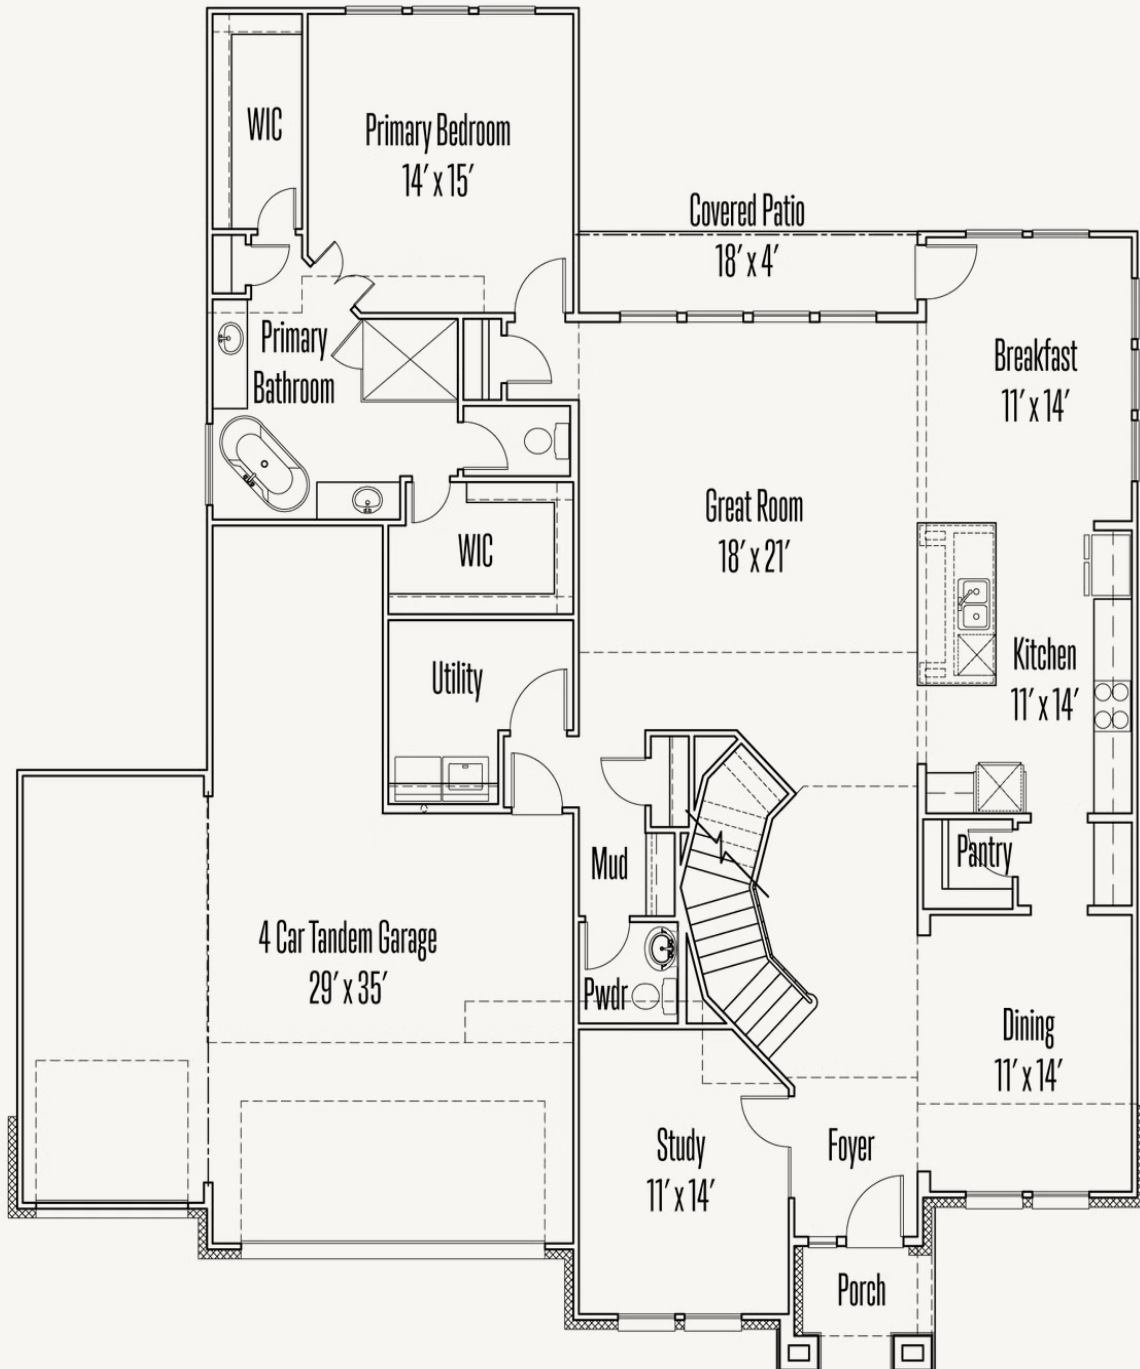 WIC
Primary Bedroom
14' x 15'
Covered Patio
18' x 4'
Primary
Bathroom
Breakfast
11' x 14'
Great Room
18' x 21'
WIC
Utility
Kitchen
11' x 14'
Mud
Pantry
4 Car Tandem Garage
29' x 35'
Pwdr
Dining
11' x 14'
Study
11' x 14'
Foyer
Porch